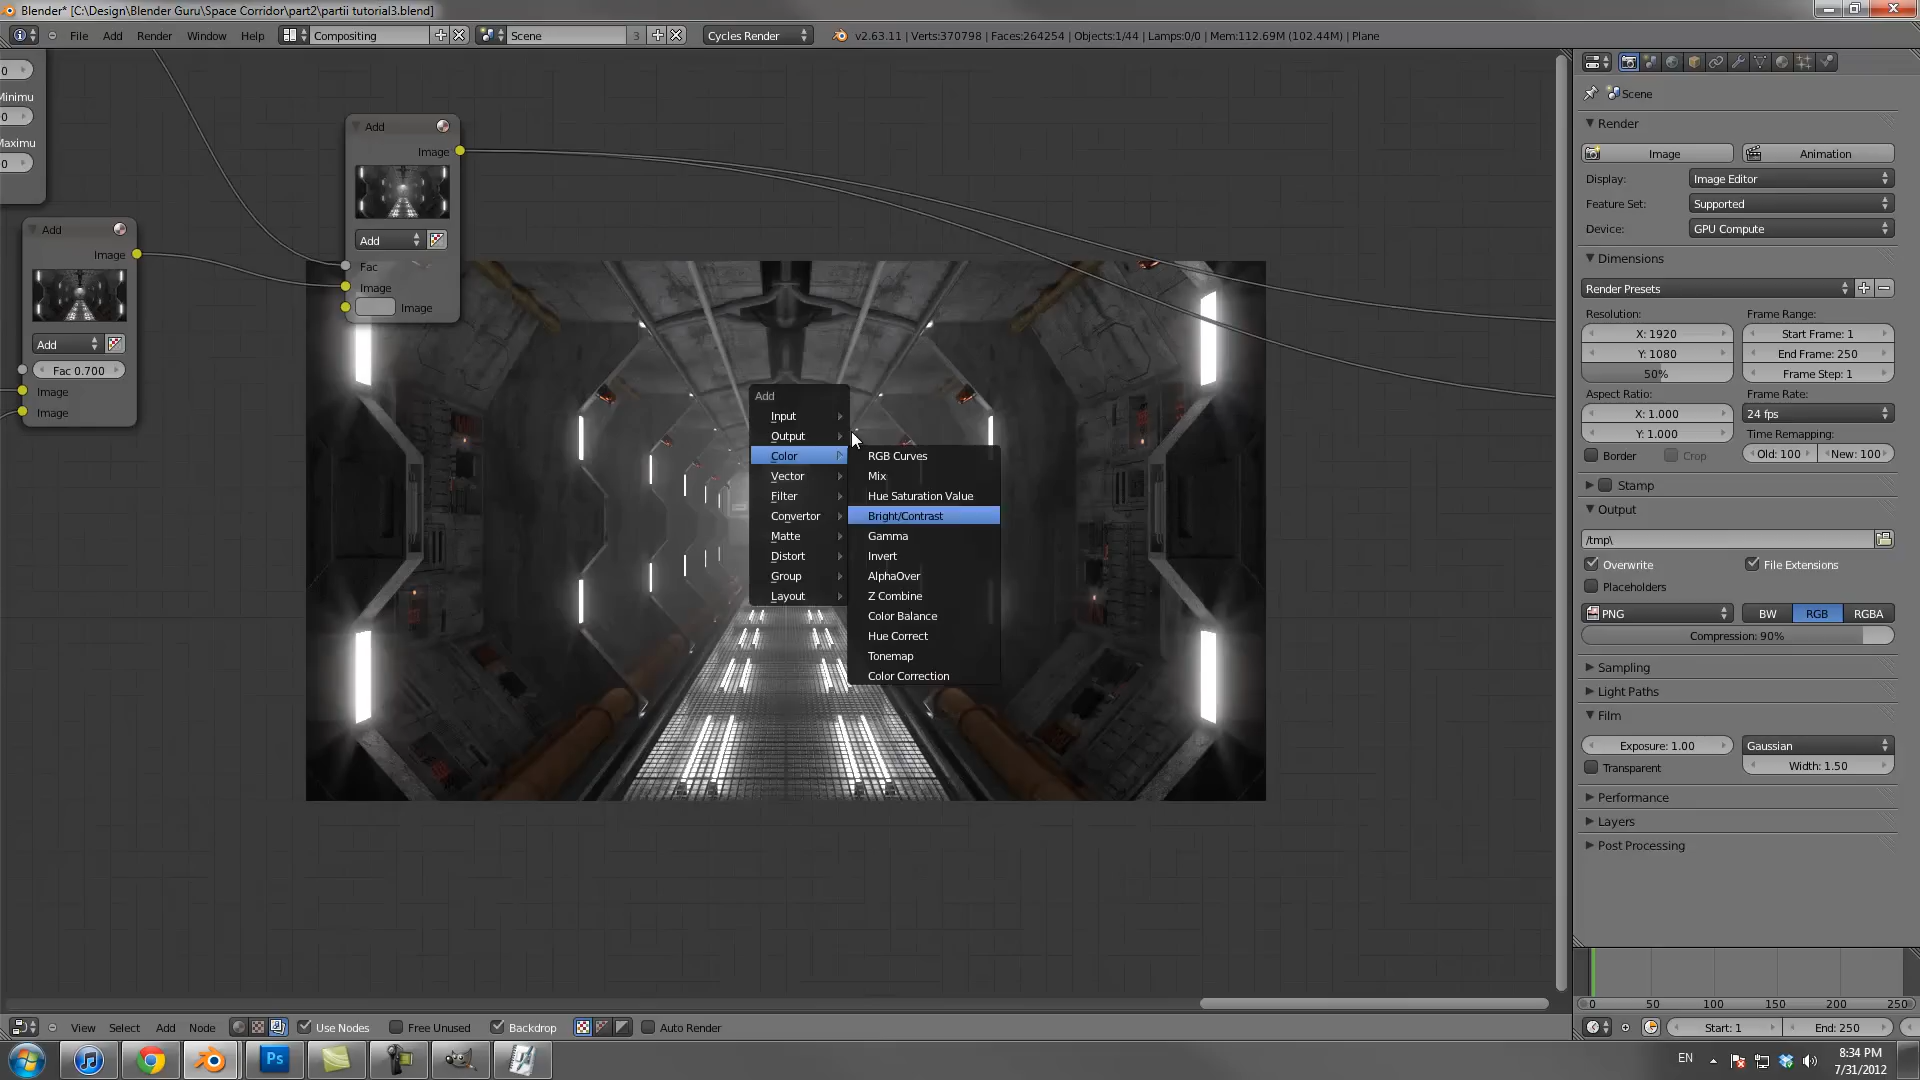 Blender* [C:\Design\Blender Guru\Space Corridor\part2\partii tutorial3.blend]
File Add Render Window Help Compositing Scene 3 Cycles Render v2.63.11 | Verts:370798 | Faces:264254 | Objects:1/44 | Lamps:0/0 | Mem:112.69M (102.44M) | Plane
0
Minimu
0
Maximu
0
Add
Image
Add
Fac 0.700
Image
Image
Add
Image
Add
Fac
Image
Image
Add
Input
Output
Color
Vector
Filter
Convertor
Matte
Distort
Group
Layout
RGB Curves
Mix
Hue Saturation Value
Bright/Contrast
Gamma
Invert
AlphaOver
Z Combine
Color Balance
Hue Correct
Tonemap
Color Correction
Scene
Render
Image Animation
Display: Image Editor
Feature Set: Supported
Device: GPU Compute
Dimensions
Render Presets
Resolution: Frame Range:
X: 1920 Start Frame: 1
Y: 1080 End Frame: 250
50% Frame Step: 1
Aspect Ratio: Frame Rate:
X: 1.000 24 fps
Y: 1.000 Time Remapping:
Border Crop Old: 100 New: 100
Stamp
Output
/tmp\
Overwrite File Extensions
Placeholders
PNG BW RGB RGBA
Compression: 90%
Sampling
Light Paths
Film
Exposure: 1.00 Gaussian
Transparent Width: 1.50
Performance
Layers
Post Processing
0 50 100 150 200 250
View Select Add Node Use Nodes Free Unused Backdrop Auto Render
Start: 1 End: 250
Ps
EN
8:34 PM
7/31/2012